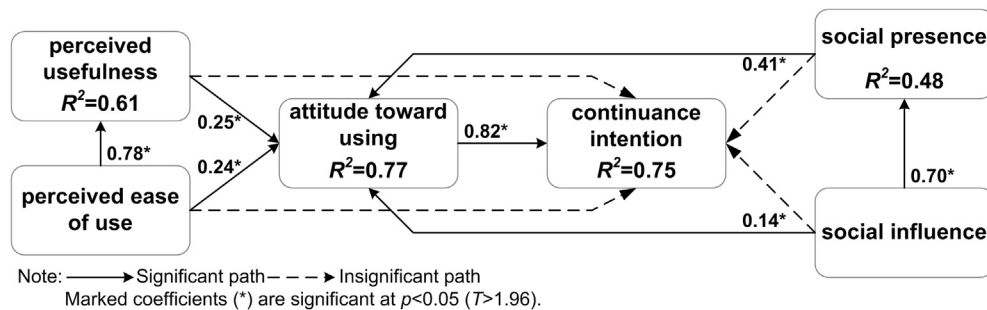 perceived
usefulness
R²=0.61
0.78*
perceived ease
of use
0.25*
0.24*
attitude toward
using
R²=0.77
0.82*
continuance
intention
R²=0.75
0.41*
0.14*
social presence
R²=0.48
0.70*
social influence
Note: Significant path Insignificant path
Marked coefficients (*) are significant at p<0.05 (T>1.96).